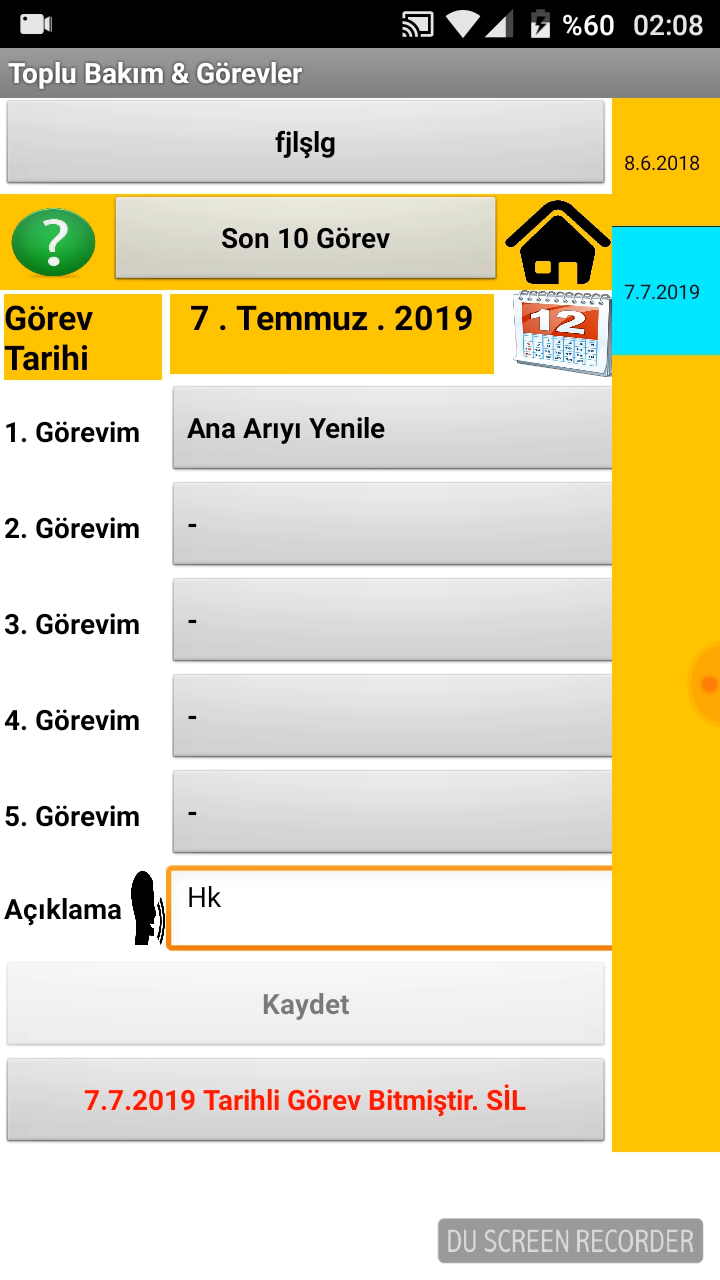 %60 02:08
Toplu Bakım & Görevler
fjlşlg
8.6.2018
? Son 10 Görev
7.7.2019
Görev Tarihi
7 . Temmuz . 2019
12
1. Görevim Ana Arıyı Yenile
2. Görevim -
3. Görevim -
4. Görevim -
5. Görevim -
Açıklama Hk
Kaydet
7.7.2019 Tarihli Görev Bitmiştir. SİL
DU SCREEN RECORDER